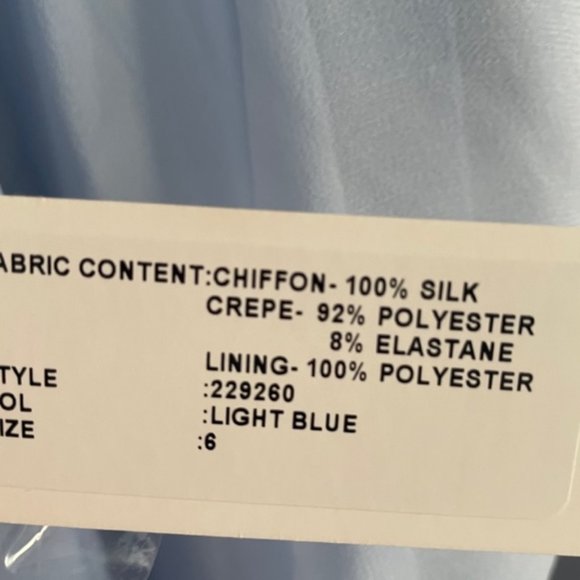 ABRIC CONTENT:CHIFFON- 100% SILK
CREPE- 92% POLYESTER
8% ELASTANE
LINING- 100% POLYESTER
TYLE :229260
OL :LIGHT BLUE
IZE :6